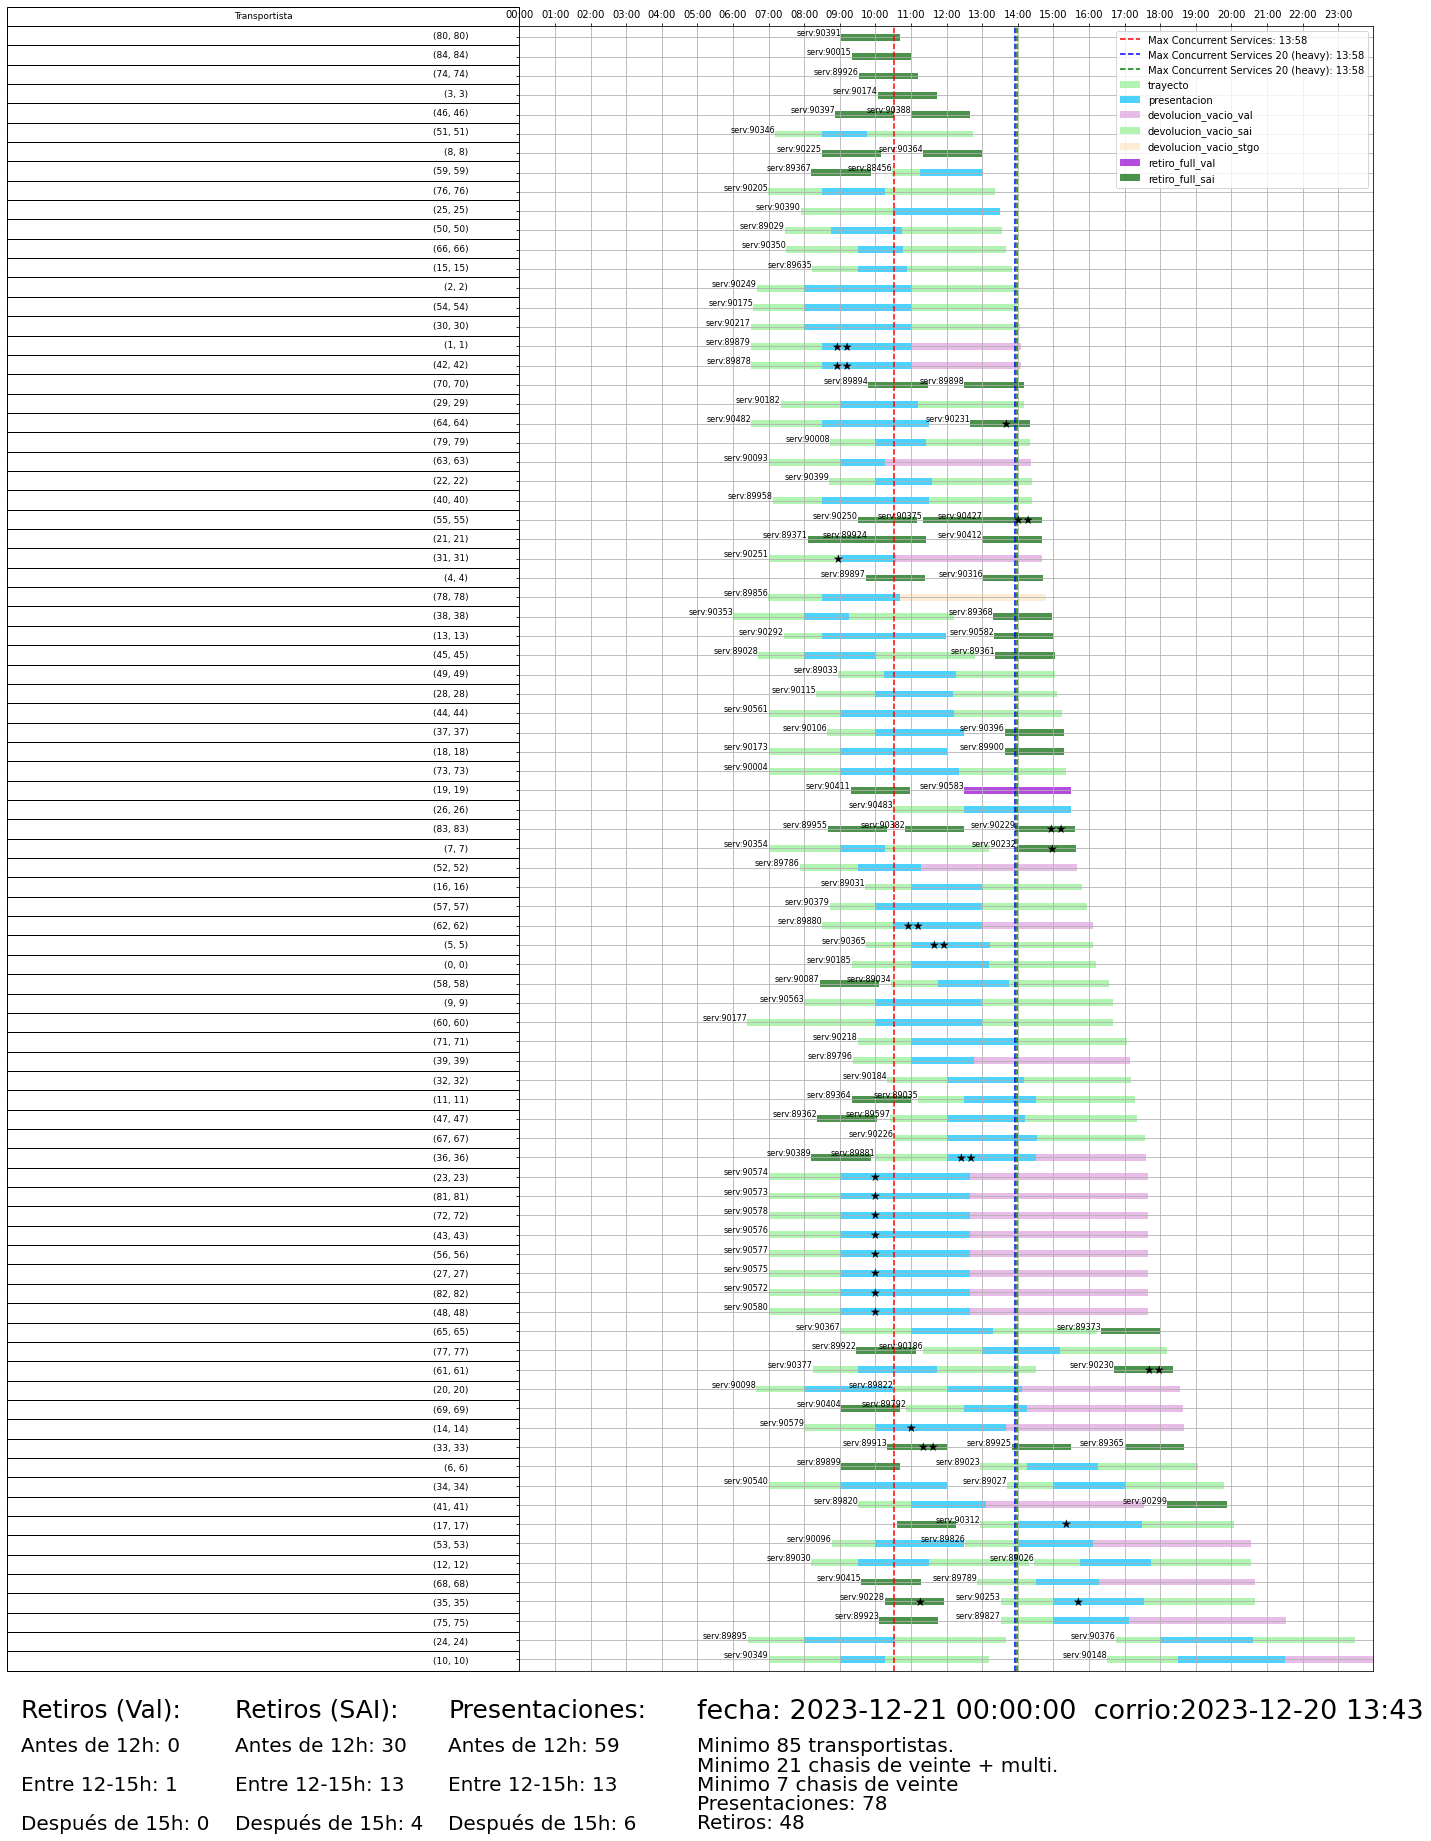 Transportista 00:00 01:00 02:00 03:00 04:00 05:00 06:00 07:00 08:00 09:00 10:00 11:00 12:00 13:00 14:00 15:00 16:00 17:00 18:00 19:00 20:00 21:00 22:00 23:00
Max Concurrent Services: 13:58
Max Concurrent Services 20 (heavy): 13:58
Max Concurrent Services 20 (heavy): 13:58
trayecto
presentacion
devolucion_vacio_val
devolucion_vacio_sai
devolucion_vacio_stgo
retiro_full_val
retiro_full_sai
(80, 80) serv:90391
(84, 84) serv:90015
(74, 74) serv:89926
(3, 3) serv:90174
(46, 46) serv:90397 serv:90388
(51, 51) serv:90346
(8, 8) serv:90225 serv:90364
(59, 59) serv:89367 serv:88456
(76, 76) serv:90205
(25, 25) serv:90390
(50, 50) serv:89029
(66, 66) serv:90350
(15, 15) serv:89635
(2, 2) serv:90249
(54, 54) serv:90175
(30, 30) serv:90217
(1, 1) serv:89879
(42, 42) serv:89878
(70, 70) serv:89894 serv:89898
(29, 29) serv:90182
(64, 64) serv:90482 serv:90231
(79, 79) serv:90008
(63, 63) serv:90093
(22, 22) serv:90399
(40, 40) serv:89958
(55, 55) serv:90250 serv:90375 serv:90427
(21, 21) serv:89371 serv:89924 serv:90412
(31, 31) serv:90251
(4, 4) serv:89897 serv:90316
(78, 78) serv:89856
(38, 38) serv:90353 serv:89368
(13, 13) serv:90292 serv:90582
(45, 45) serv:89028 serv:89361
(49, 49) serv:89033
(28, 28) serv:90115
(44, 44) serv:90561
(37, 37) serv:90106 serv:90396
(18, 18) serv:90173 serv:89900
(73, 73) serv:90004
(19, 19) serv:90411 serv:90583
(26, 26) serv:90483
(83, 83) serv:89955 serv:90382 serv:90229
(7, 7) serv:90354 serv:90232
(52, 52) serv:89786
(16, 16) serv:89031
(57, 57) serv:90379
(62, 62) serv:89880
(5, 5) serv:90365
(0, 0) serv:90185
(58, 58) serv:90087 serv:89034
(9, 9) serv:90563
(60, 60) serv:90177
(71, 71) serv:90218
(39, 39) serv:89796
(32, 32) serv:90184
(11, 11) serv:89364 serv:89035
(47, 47) serv:89362 serv:89597
(67, 67) serv:90226
(36, 36) serv:90389 serv:89881
(23, 23) serv:90574
(81, 81) serv:90573
(72, 72) serv:90578
(43, 43) serv:90576
(56, 56) serv:90577
(27, 27) serv:90575
(82, 82) serv:90572
(48, 48) serv:90580
(65, 65) serv:90367 serv:89373
(77, 77) serv:89922 serv:90186
(61, 61) serv:90377 serv:90230
(20, 20) serv:90098 serv:89822
(69, 69) serv:90404 serv:89792
(14, 14) serv:90579
(33, 33) serv:89913 serv:89925 serv:89365
(6, 6) serv:89899 serv:89023
(34, 34) serv:90540 serv:89027
(41, 41) serv:89820 serv:90299
(17, 17) serv:90312
(53, 53) serv:90096 serv:89826
(12, 12) serv:89030 serv:89026
(68, 68) serv:90415 serv:89789
(35, 35) serv:90228 serv:90253
(75, 75) serv:89923 serv:89827
(24, 24) serv:89895 serv:90376
(10, 10) serv:90349 serv:90148
Retiros (Val):
Antes de 12h: 0
Entre 12-15h: 1
Después de 15h: 0
Retiros (SAI):
Antes de 12h: 30
Entre 12-15h: 13
Después de 15h: 4
Presentaciones:
Antes de 12h: 59
Entre 12-15h: 13
Después de 15h: 6
fecha: 2023-12-21 00:00:00 corrio:2023-12-20 13:43
Minimo 85 transportistas.
Minimo 21 chasis de veinte + multi.
Minimo 7 chasis de veinte
Presentaciones: 78
Retiros: 48